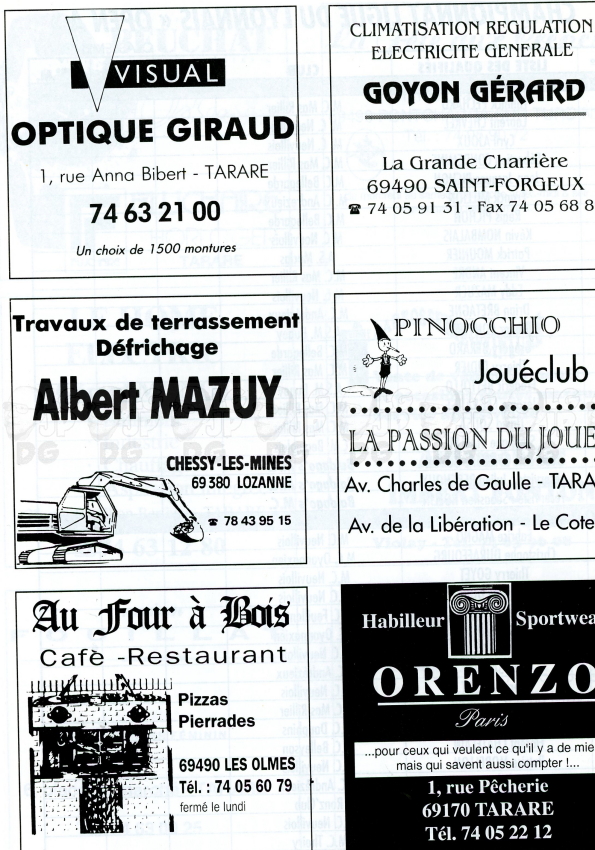 VISUAL
OPTIQUE GIRAUD
1, rue Anna Bibert - TARARE
74 63 21 00
Un choix de 1500 montures
CLIMATISATION REGULATION
ELECTRICITE GENERALE
GOYON GÉRARD
La Grande Charrière
69490 SAINT-FORGEUX
☎ 74 05 91 31 - Fax 74 05 68 8
Travaux de terrassement
Défrichage
Albert MAZUY
CHESSY-LES-MINES
69380 LOZANNE
☎ 78 43 95 15
PINOCCHIO
Jouéclub
LA PASSION DU JOUE
Av. Charles de Gaulle - TARA
Av. de la Libération - Le Cote
Au Four à Bois
Cafè -Restaurant
Pizzas
Pierrades
69490 LES OLMES
Tél. : 74 05 60 79
fermé le lundi
Habilleur Sportwea
ORENZO
Paris
...pour ceux qui veulent ce qu'il y a de mie
mais qui savent aussi compter !...
1, rue Pêcherie
69170 TARARE
Tél. 74 05 22 12